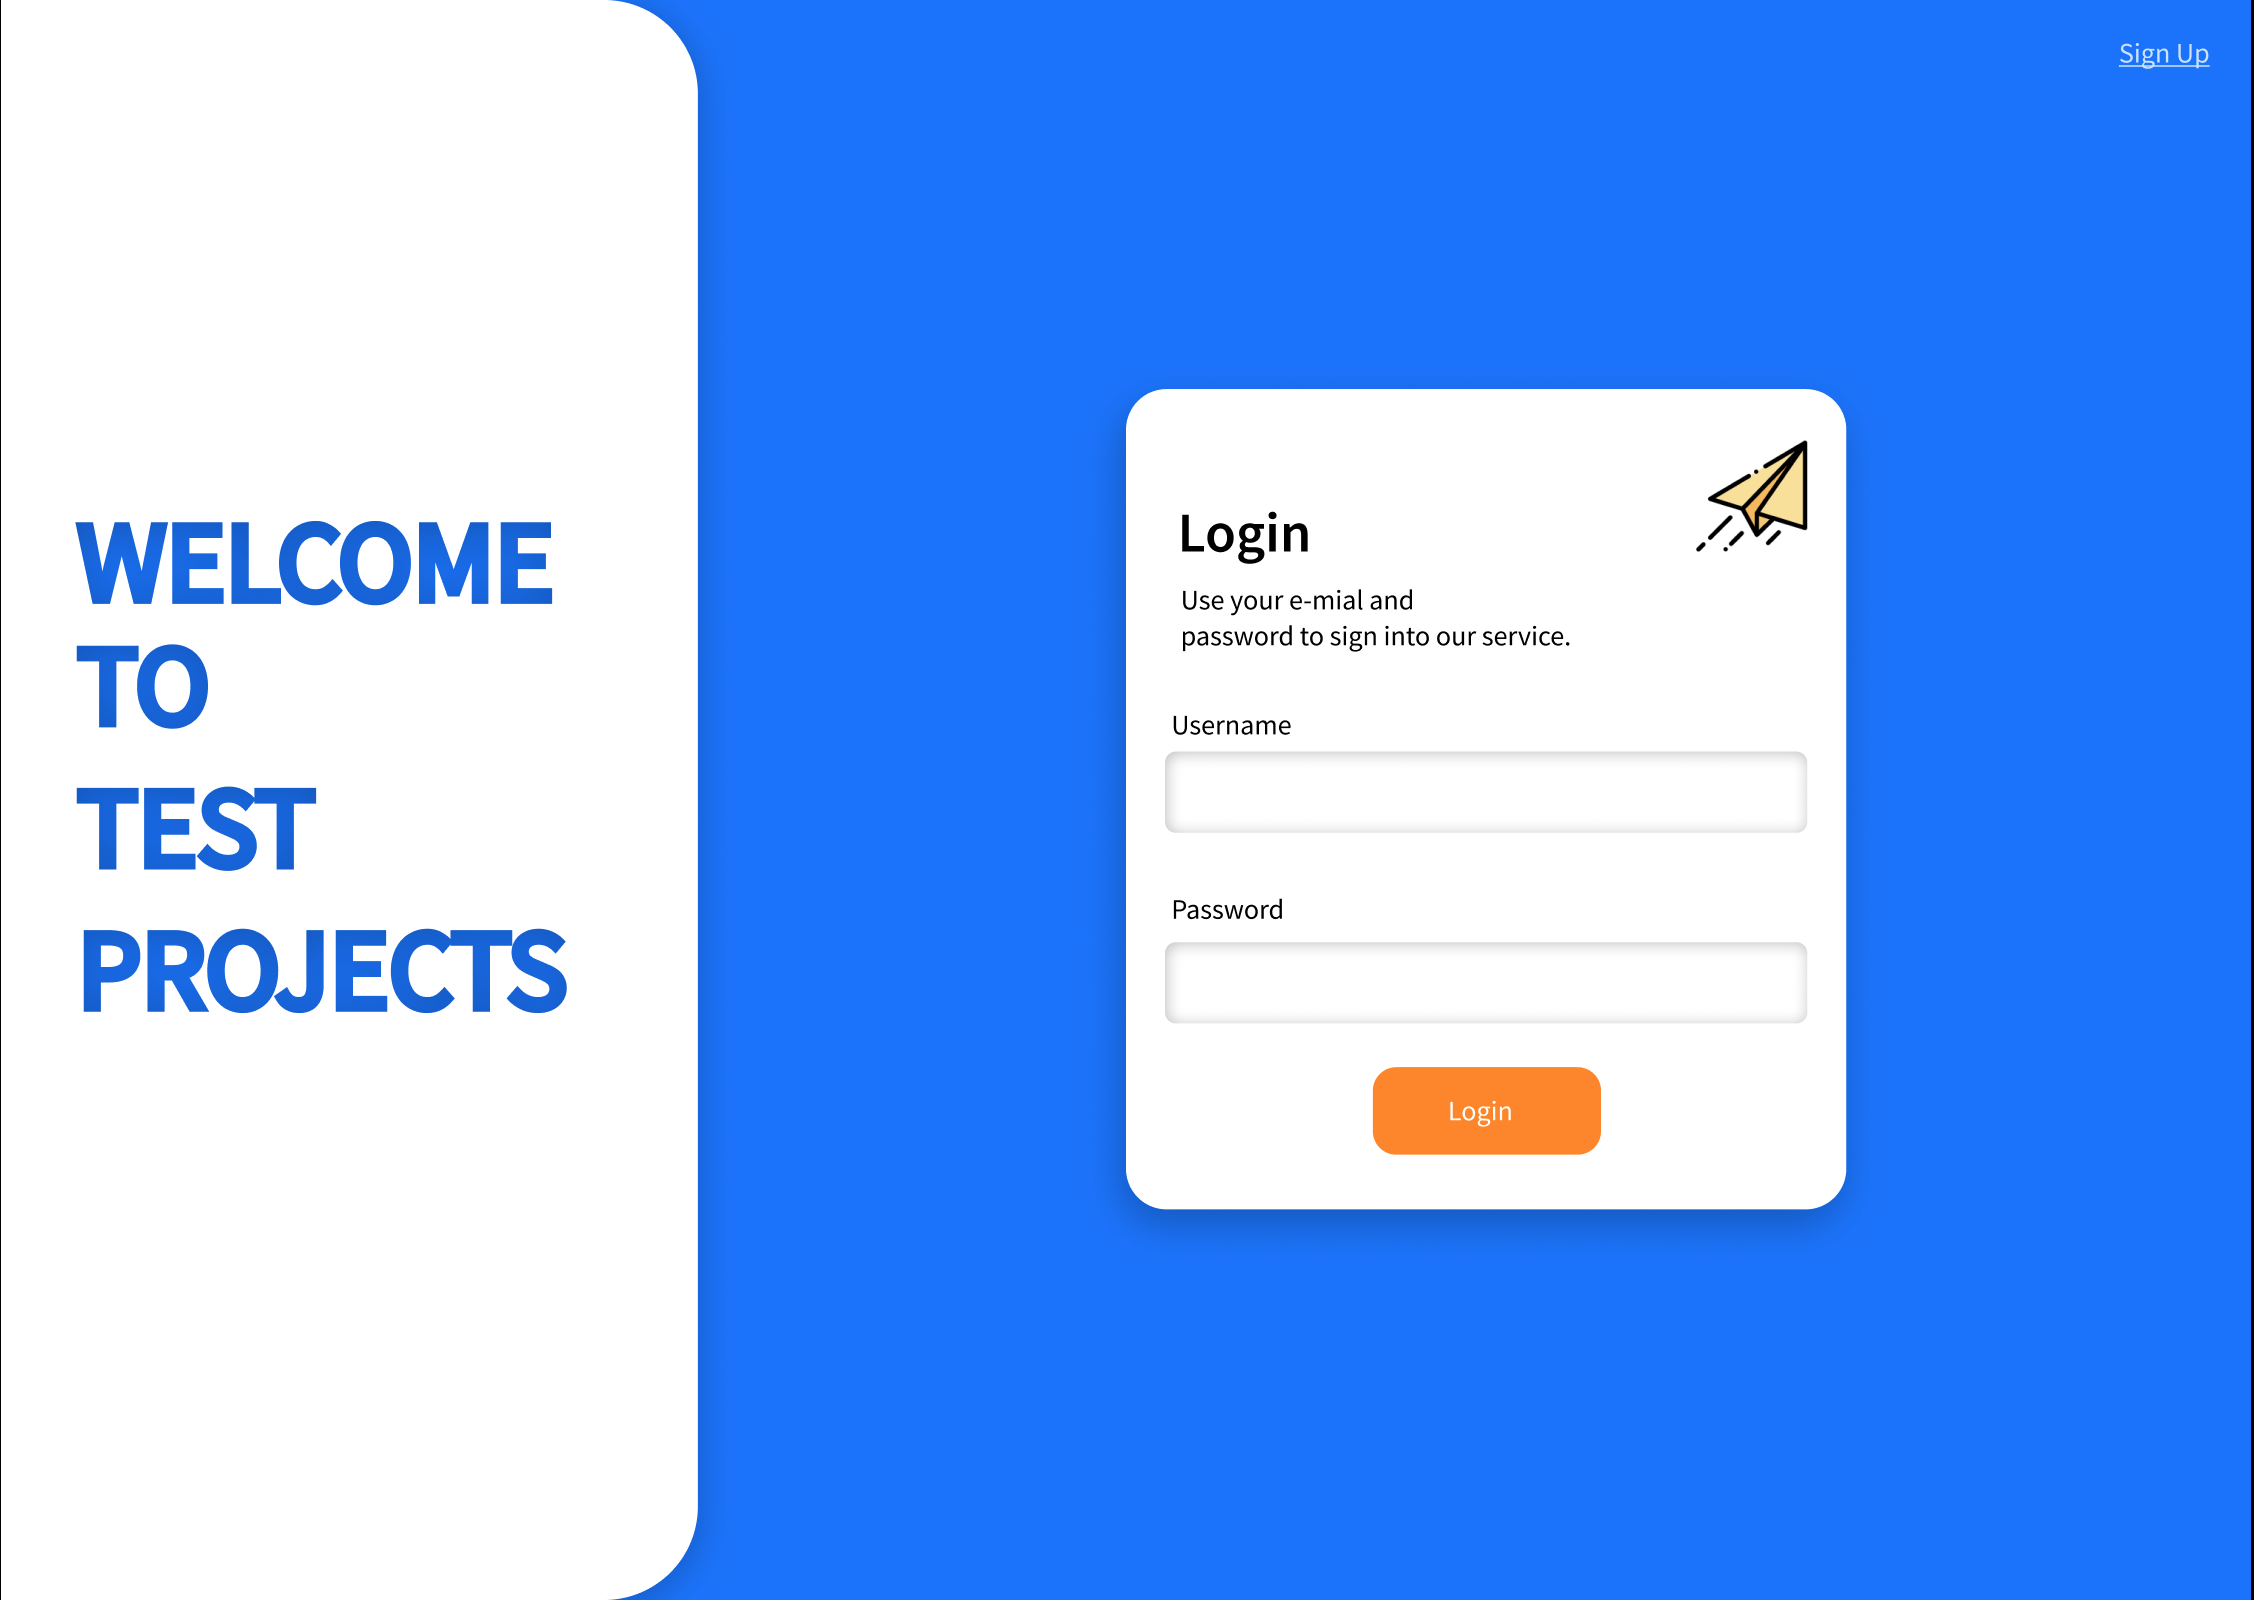 Sign Up
WELCOME
TO
TEST
PROJECTS
Login
Use your e-mial and
password to sign into our service.
Username
Password
Login